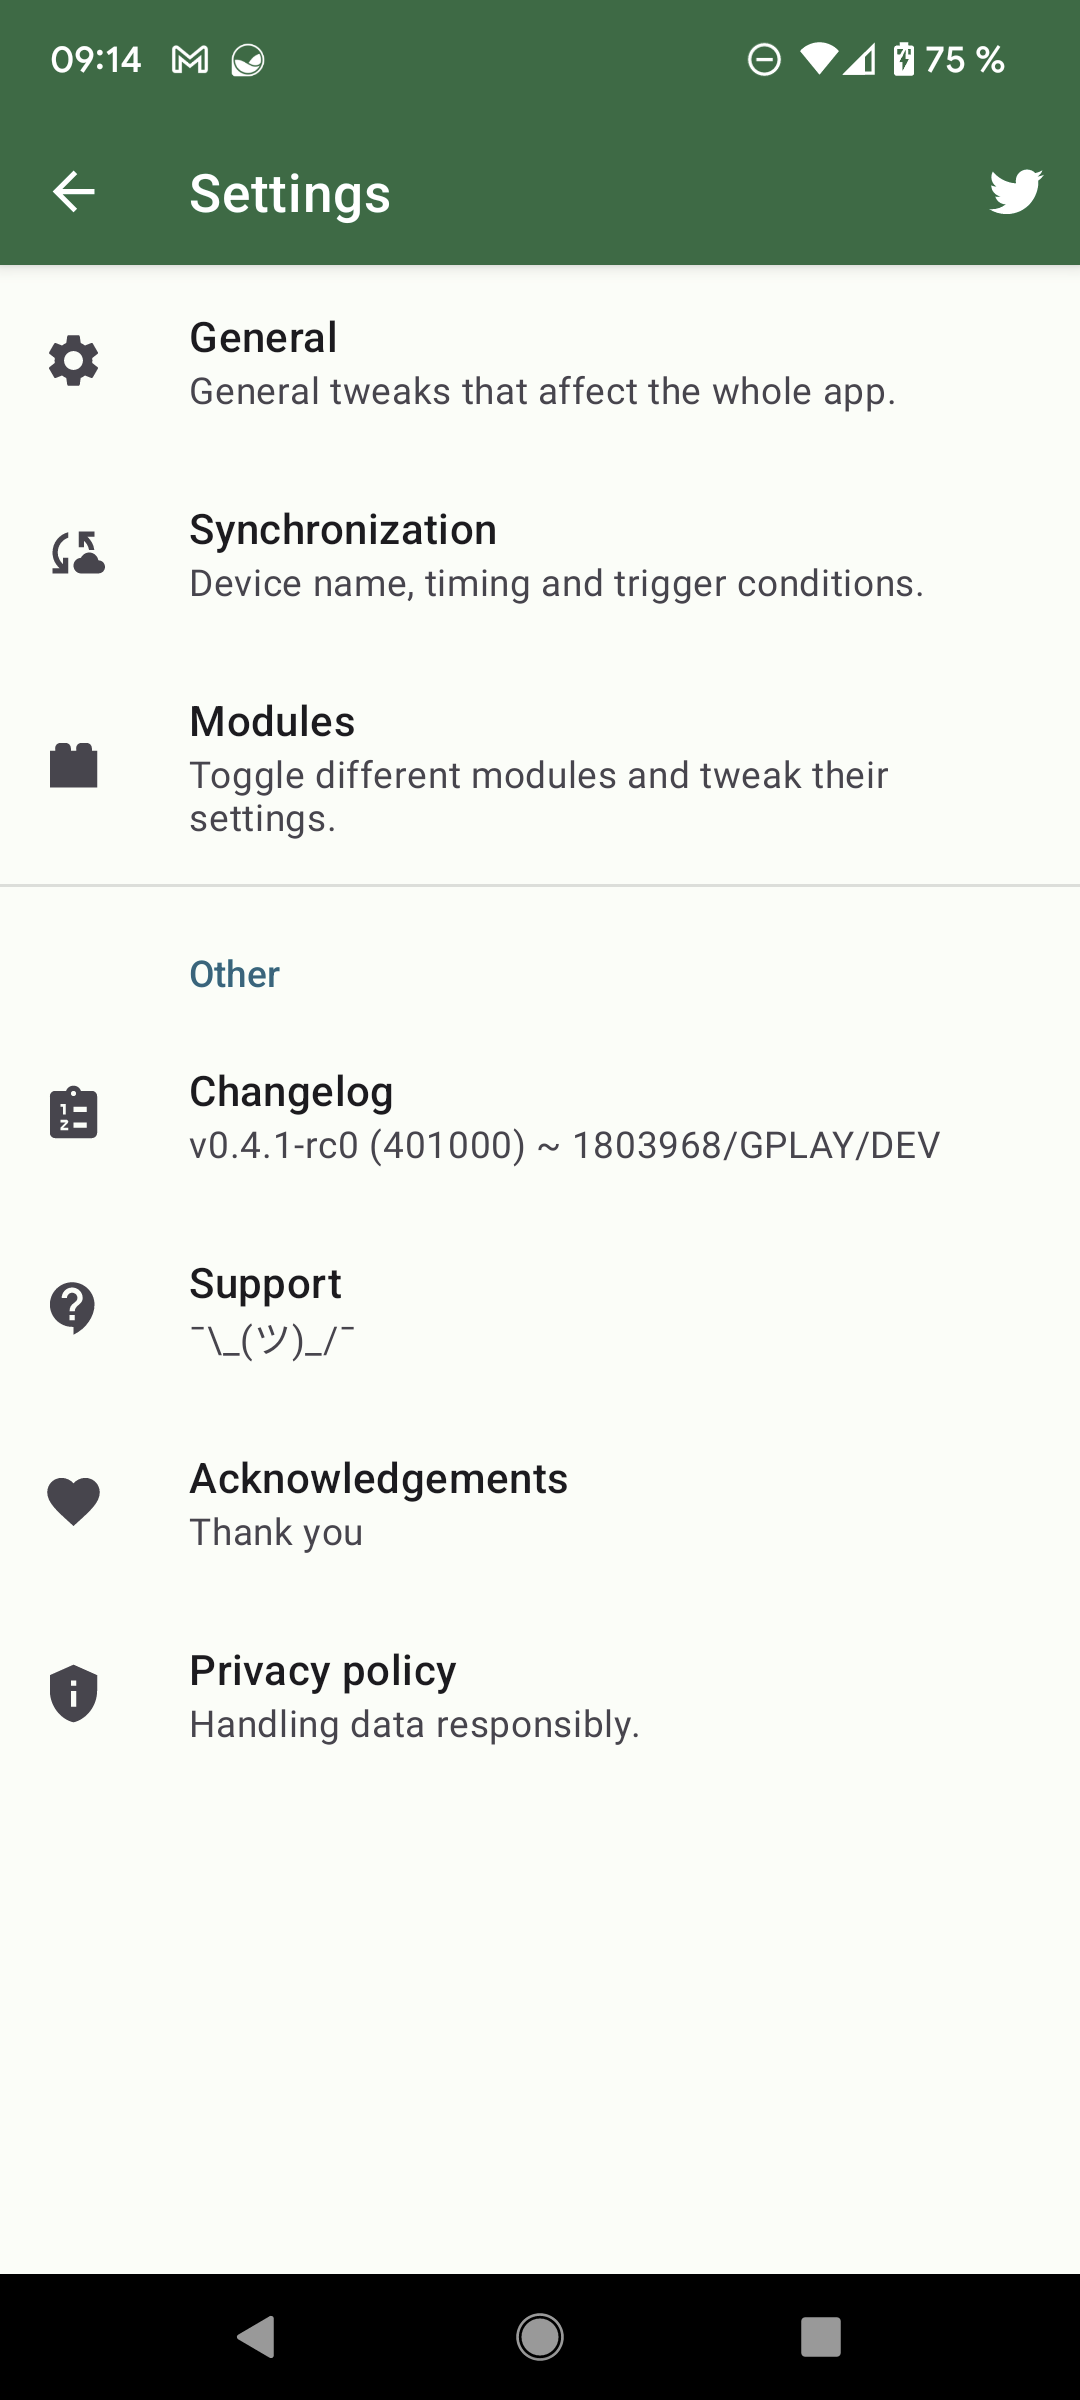 09:14 75 %
Settings
General
General tweaks that affect the whole app.
Synchronization
Device name, timing and trigger conditions.
Modules
Toggle different modules and tweak their
settings.
Other
Changelog
v0.4.1-rc0 (401000) ~ 1803968/GPLAY/DEV
Support
¯\_(ツ)_/¯
Acknowledgements
Thank you
Privacy policy
Handling data responsibly.